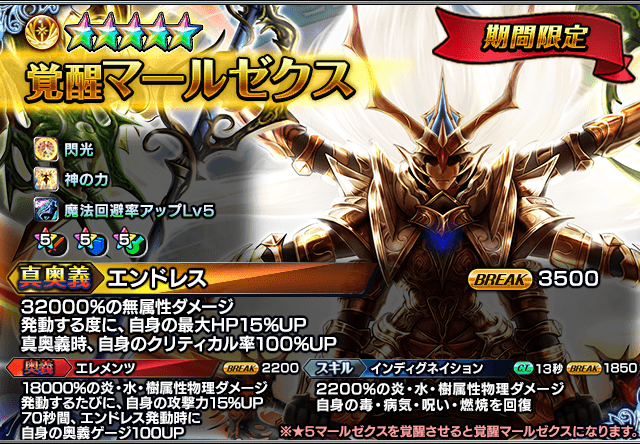 期間限定
覚醒マールゼクス
閃光
神の力
魔法回避率アップLv5
5 5 5
真奥義 エンドレス BREAK 3500
32000%の無属性ダメージ
発動する度に、自身の最大HP15%UP
真奥義時、自身のクリティカル率100%UP
奥義 エレメンツ BREAK 2200
18000%の炎・水・樹属性物理ダメージ
発動するたびに、自身の攻撃力15%UP
70秒間、エンドレス発動時に
自身の奥義ゲージ100UP
スキル インディグネイション C.T. 13秒 BREAK 1850
2200%の炎・水・樹属性物理ダメージ
自身の毒・病気・呪い・燃焼を回復
※★5マールゼクスを覚醒させると覚醒マールゼクスになります。